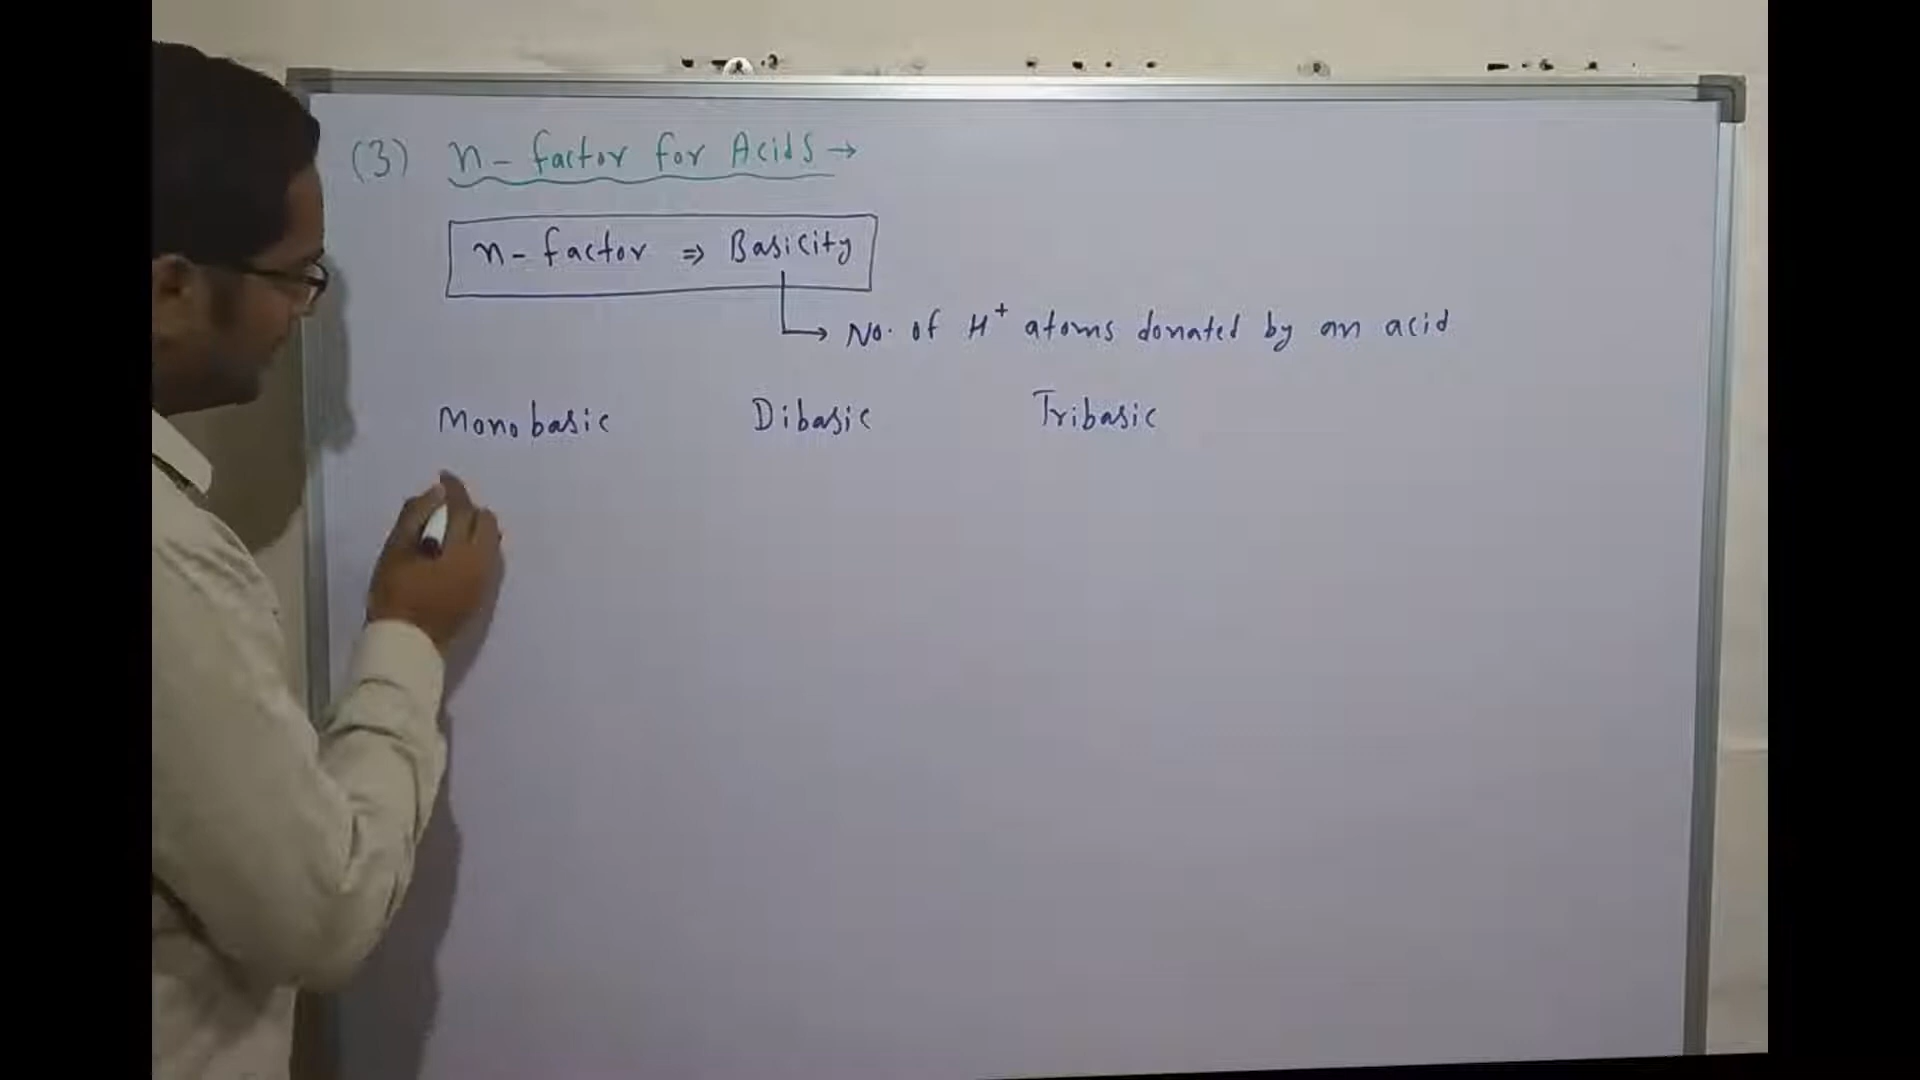 (3) n-factor for Acids →
n-factor ⇒ Basicity
→ No. of H⁺ atoms donated by an acid
Monobasic Dibasic Tribasic